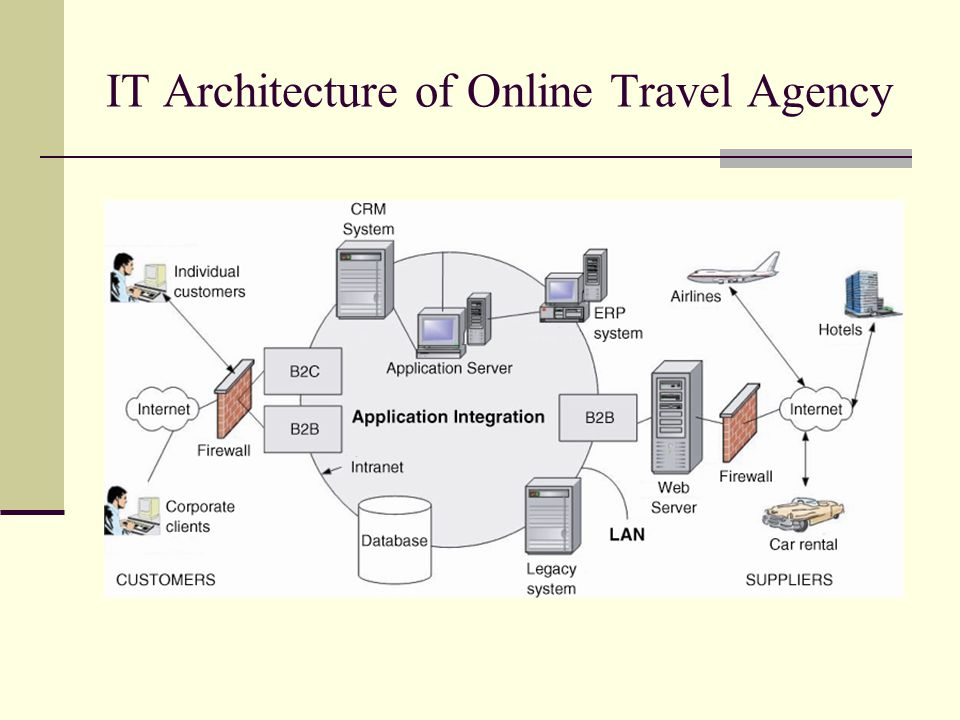 IT Architecture of Online Travel Agency
CRM
System
Individual
customers
Airlines
ERP
system
Hotels
Application Server
B2C
Internet
Application Integration
B2B
Internet
B2B
Firewall
Intranet
Firewall
Web
Server
Corporate
clients
Database
LAN
Car rental
Legacy
system
CUSTOMERS
SUPPLIERS